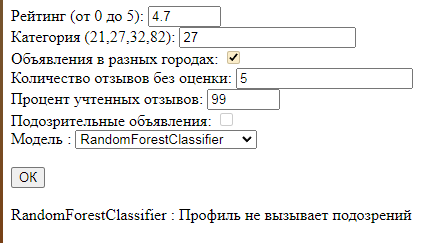 Рейтинг (от 0 до 5): 4.7
Категория (21,27,32,82): 27
Объявления в разных городах:
Количество отзывов без оценки: 5
Процент учтенных отзывов: 99
Подозрительные объявления:
Модель : RandomForestClassifier
ОК
RandomForestClassifier : Профиль не вызывает подозрений